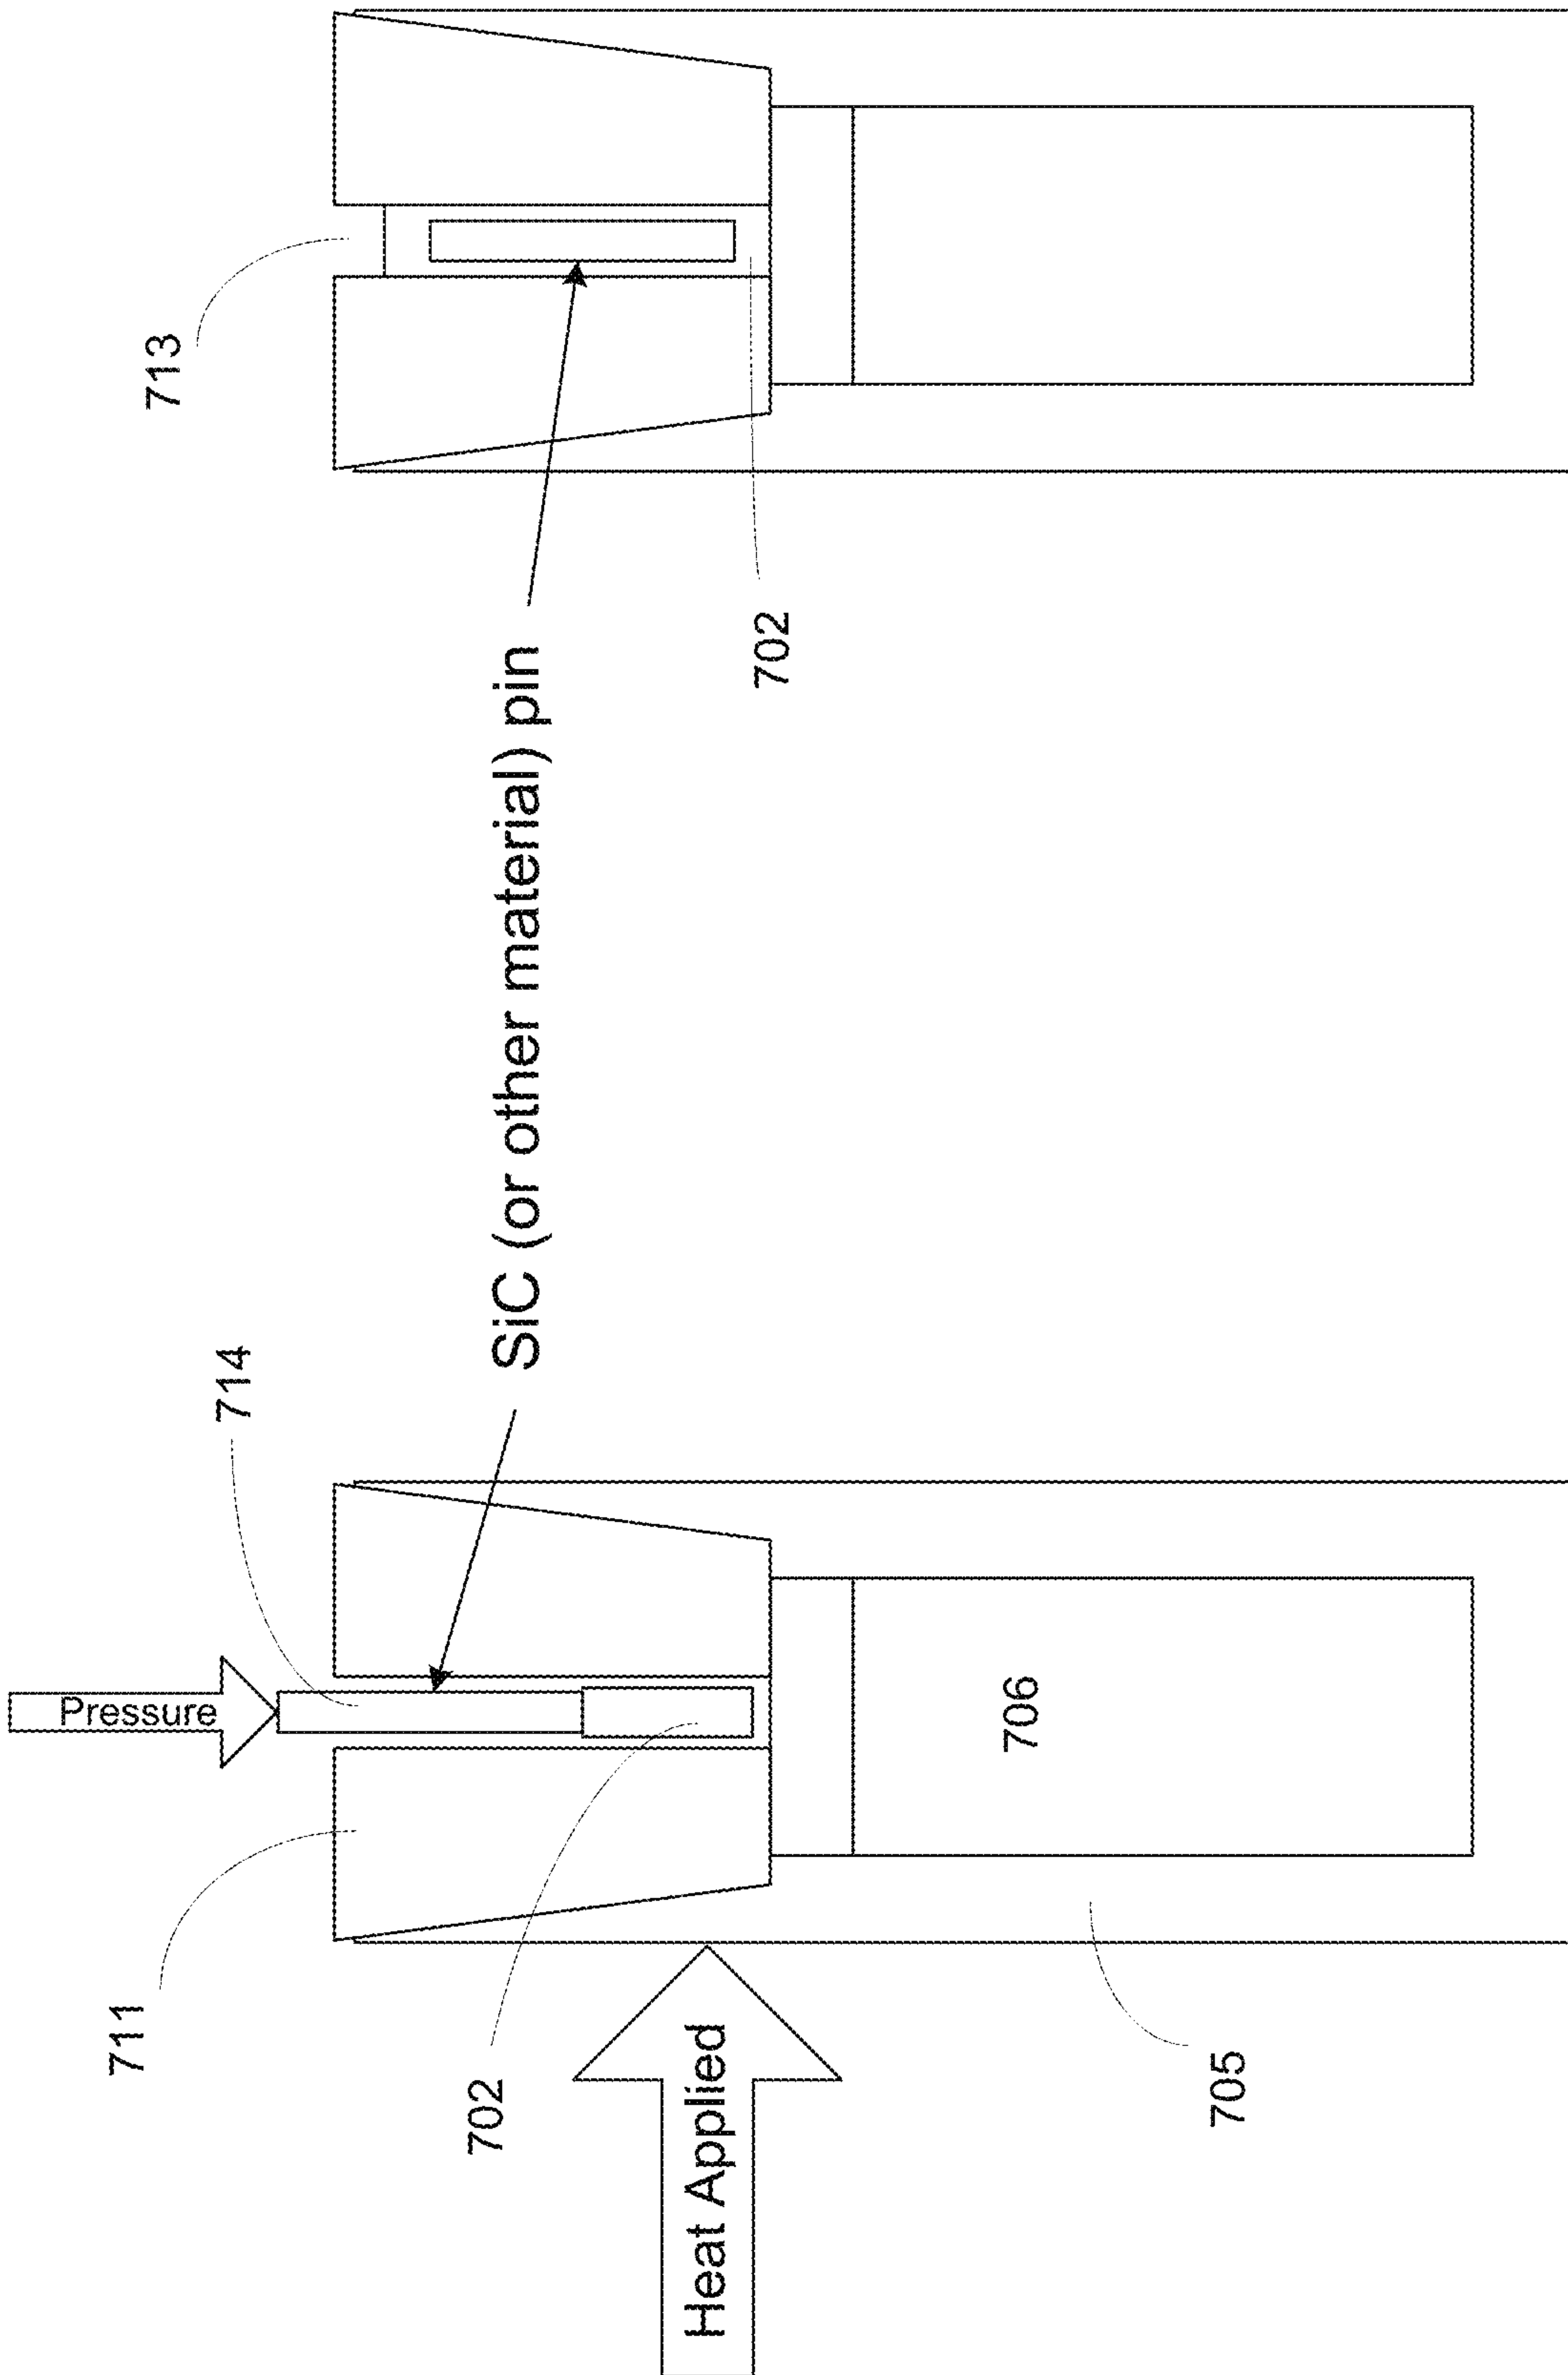 Pressure
714
713
711
702
Heat Applied
SiC (or other material) pin
702
706
705